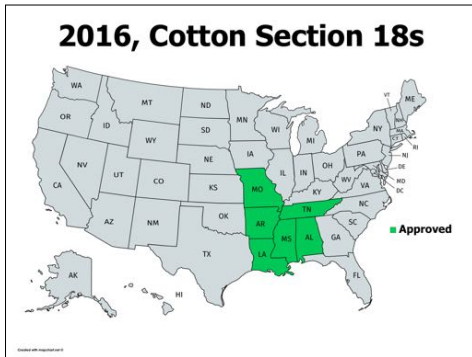 2016, Cotton Section 18s
WA
MT
ND
MN
VT
ME
OR
ID
SD
WI
MI
NY
NH
MA
CT
RI
WY
NE
IA
PA
NJ
NV
UT
CO
KS
MO
IL
IN
OH
WV
VA
DE
MD
DC
CA
AZ
NM
OK
AR
KY
TN
NC
SC
TX
LA
MS
AL
GA
Approved
FL
AK
HI